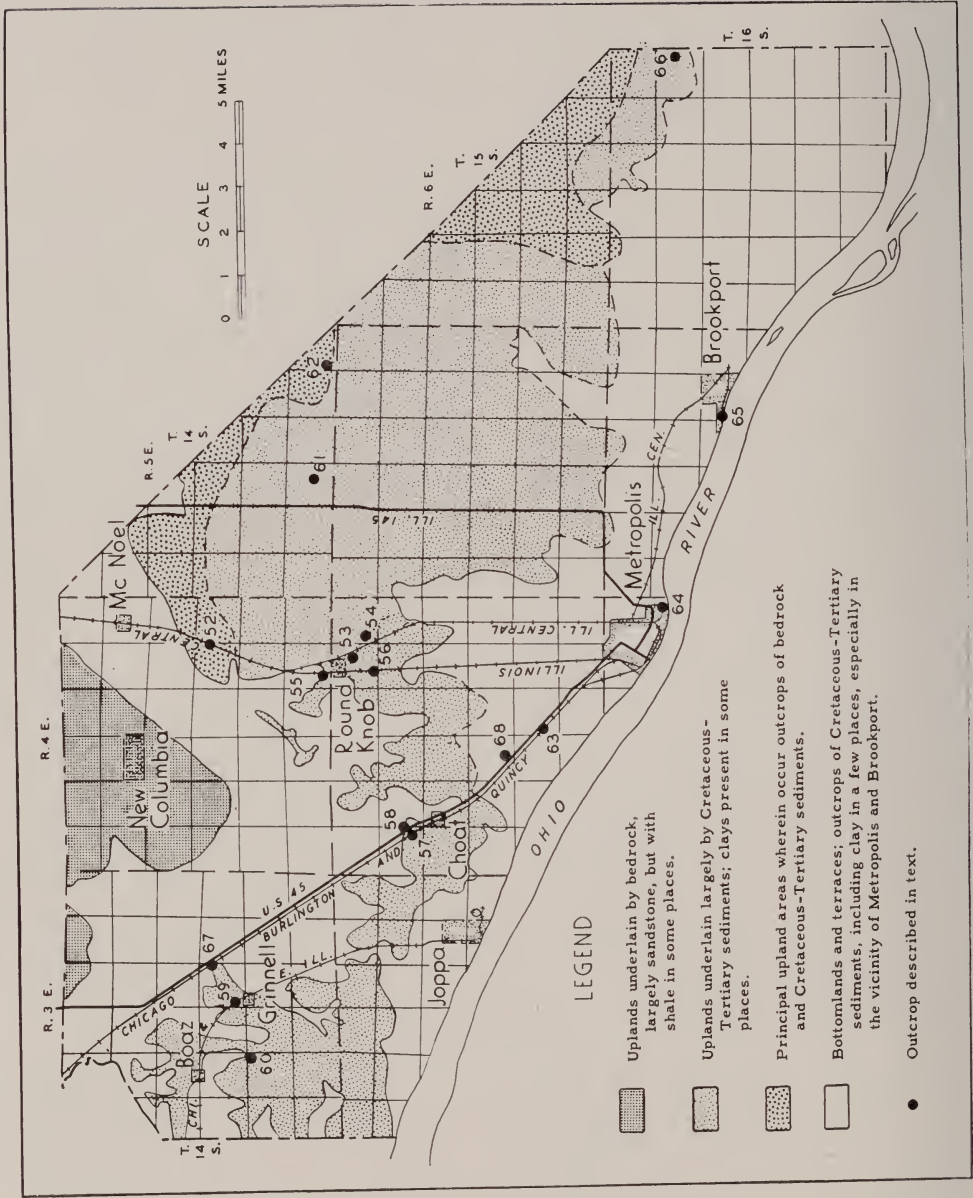 SCALE
0 1 2 3 4 5 MILES
R. 3 E.
R. 4 E.
R. 5 E.
R. 6 E.
T.
14
S.
T.
14
S.
T.
15
S.
T.
16
S.
New
Columbia
Mc Noel
CENTRAL
52
ILL. 145
61
62
Boaz
CHICAGO
67
U.S. 45
BURLINGTON
AND
QUINCY
59
Grinnell
60
CHI.
E. ILL.
Joppa
Round
Knob
55
53
54
56
58
57
Choat
68
63
ILLINOIS
ILL. CENTRAL
Metropolis
64
ILL. CEN.
Brookport
65
66
OHIO
RIVER
LEGEND
Uplands underlain by bedrock,
largely sandstone, but with
shale in some places.
Uplands underlain largely by Cretaceous-
Tertiary sediments; clays present in some
places.
Principal upland areas wherein occur outcrops of bedrock
and Cretaceous-Tertiary sediments.
Bottomlands and terraces; outcrops of Cretaceous-Tertiary
sediments, including clay in a few places, especially in
the vicinity of Metropolis and Brookport.
Outcrop described in text.